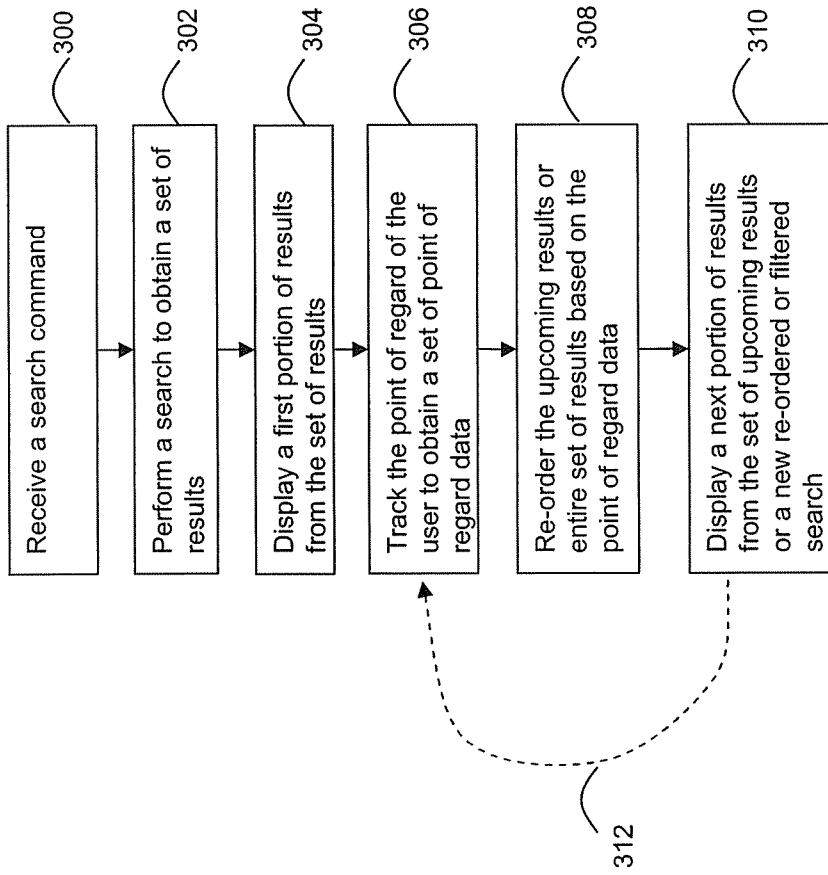 Receive a search command
300
Perform a search to obtain a set of
results
302
Display a first portion of results
from the set of results
304
Track the point of regard of the
user to obtain a set of point of
regard data
306
Re-order the upcoming results or
entire set of results based on the
point of regard data
308
Display a next portion of results
from the set of upcoming results
or a new re-ordered or filtered
search
310
312